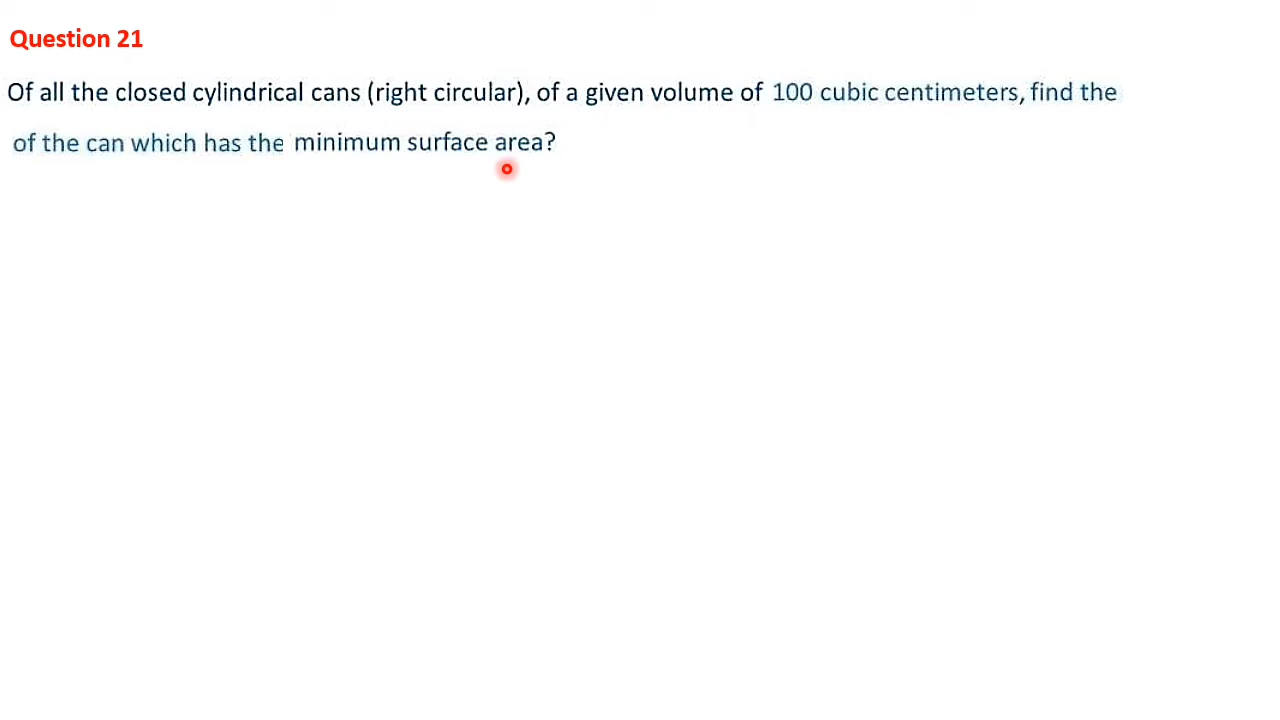 Question 21
Of all the closed cylindrical cans (right circular), of a given volume of 100 cubic centimeters, find the
of the can which has the minimum surface area?